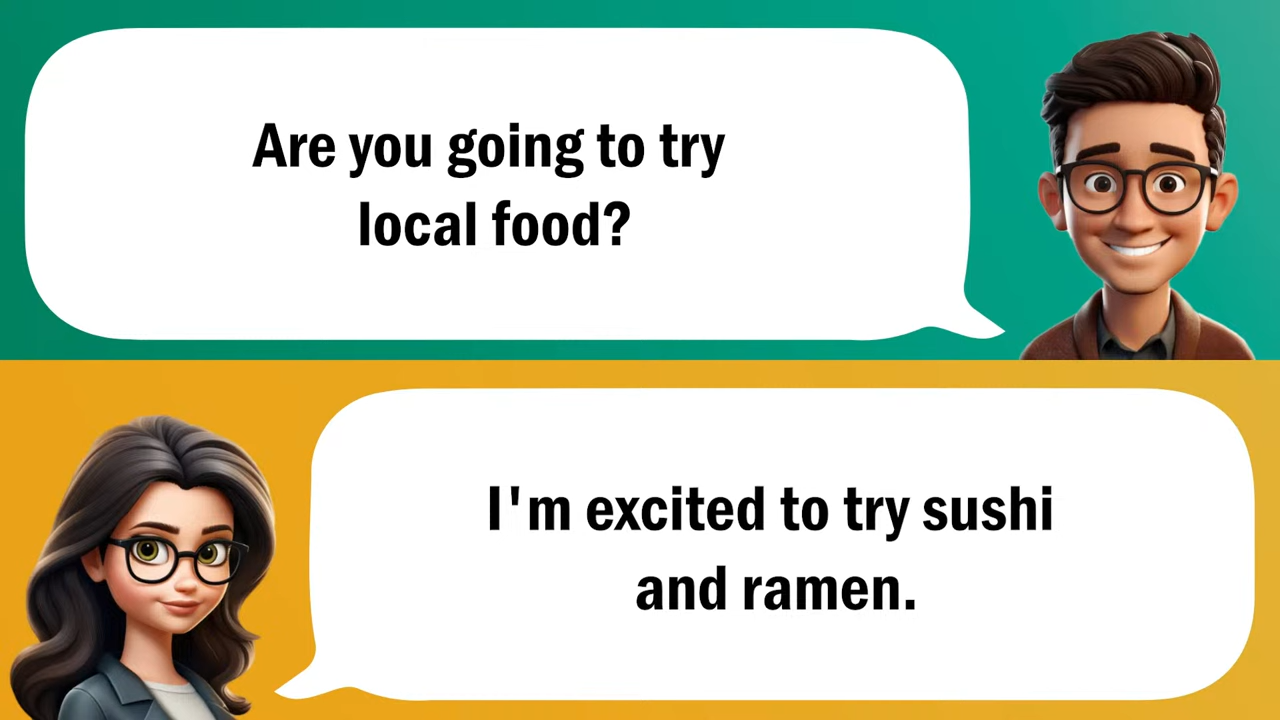 Are you going to try
local food?
I'm excited to try sushi
and ramen.